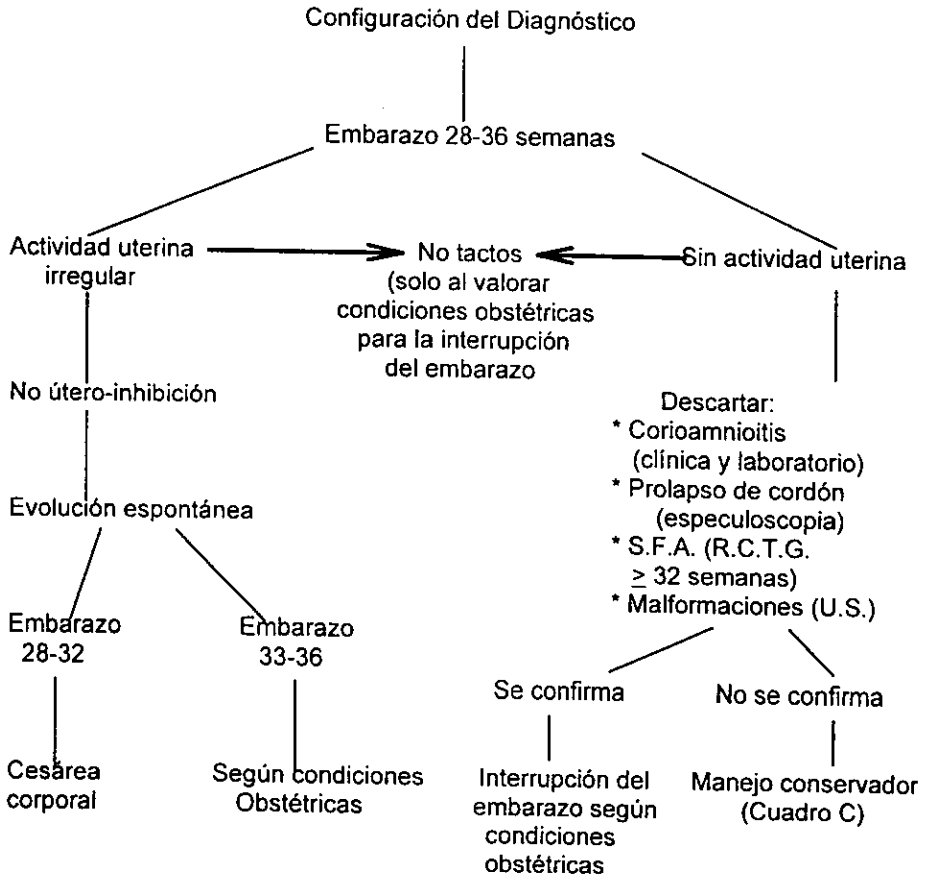 Configuración del Diagnóstico
Embarazo 28-36 semanas
Actividad uterina
irregular
No tactos
(solo al valorar
condiciones obstétricas
para la interrupción
del embarazo
Sin actividad uterina
No útero-inhibición
Evolución espontánea
Embarazo
28-32
Embarazo
33-36
Cesárea
corporal
Según condiciones
Obstétricas
Descartar:
* Corioamnioitis
(clínica y laboratorio)
* Prolapso de cordón
(especuloscopia)
* S.F.A. (R.C.T.G.
≥ 32 semanas)
* Malformaciones (U.S.)
Se confirma
No se confirma
Interrupción del
embarazo según
condiciones
obstétricas
Manejo conservador
(Cuadro C)